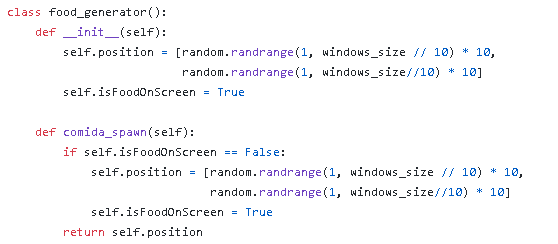 class food_generator():
    def __init__(self):
        self.position = [random.randrange(1, windows_size // 10) * 10,
                         random.randrange(1, windows_size//10) * 10]
        self.isFoodOnScreen = True

    def comida_spawn(self):
        if self.isFoodOnScreen == False:
            self.position = [random.randrange(1, windows_size // 10) * 10,
                             random.randrange(1, windows_size//10) * 10]
            self.isFoodOnScreen = True
        return self.position